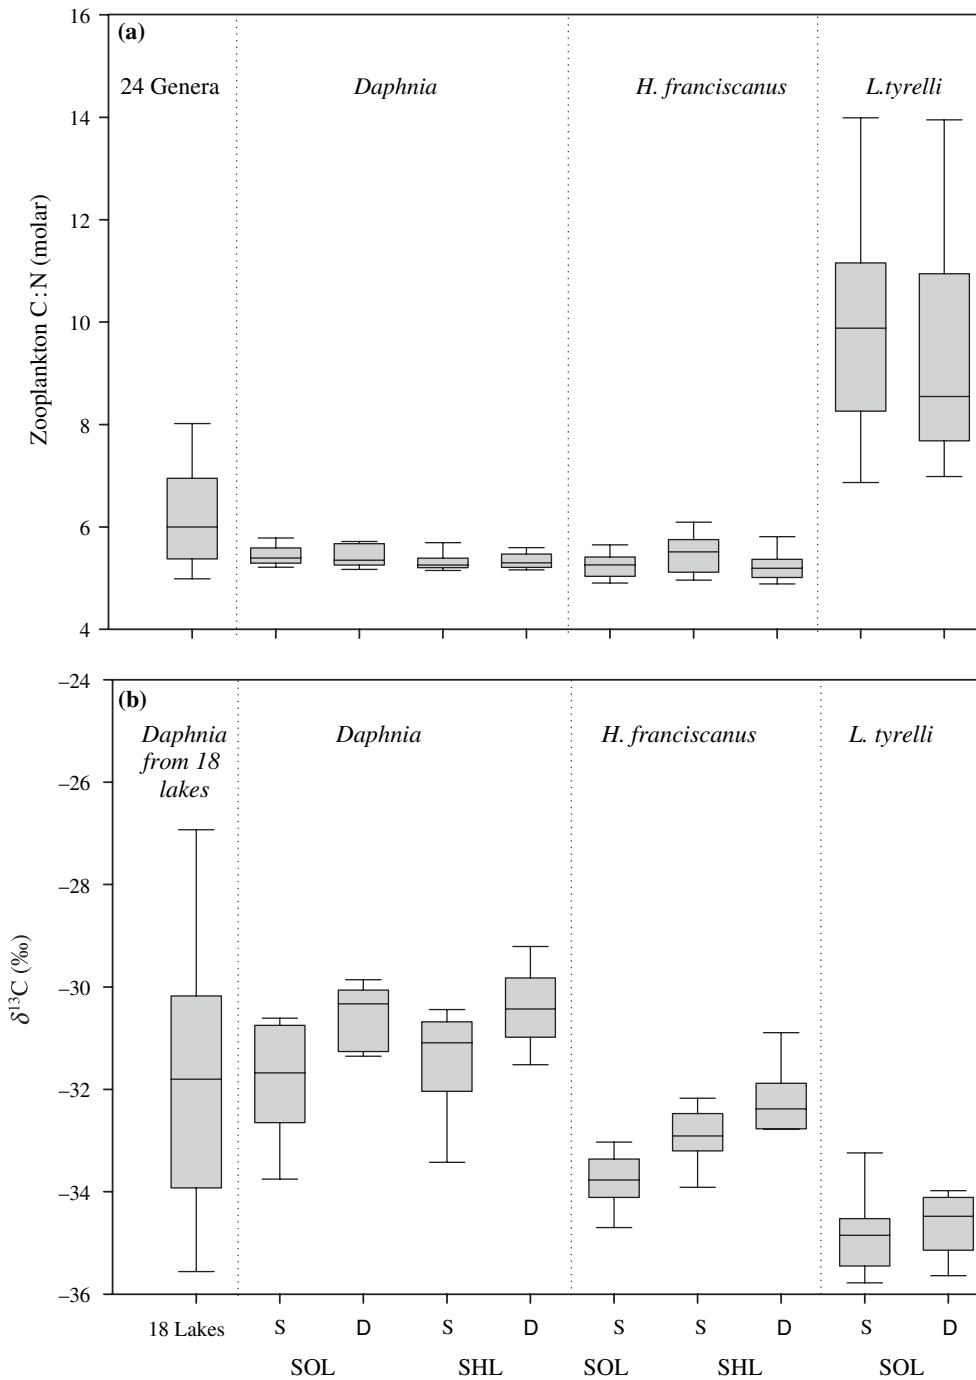 16
(a)
24 Genera
Daphnia
H. franciscanus
L.tyrelli
14
12
10
8
6
4
Zooplankton C:N (molar)
−24
(b)
Daphnia
from 18
lakes
Daphnia
H. franciscanus
L. tyrelli
−26
−28
−30
−32
−34
−36
δ¹³C (‰)
18 Lakes
S
D
S
D
S
S
D
S
D
SOL
SHL
SOL
SHL
SOL